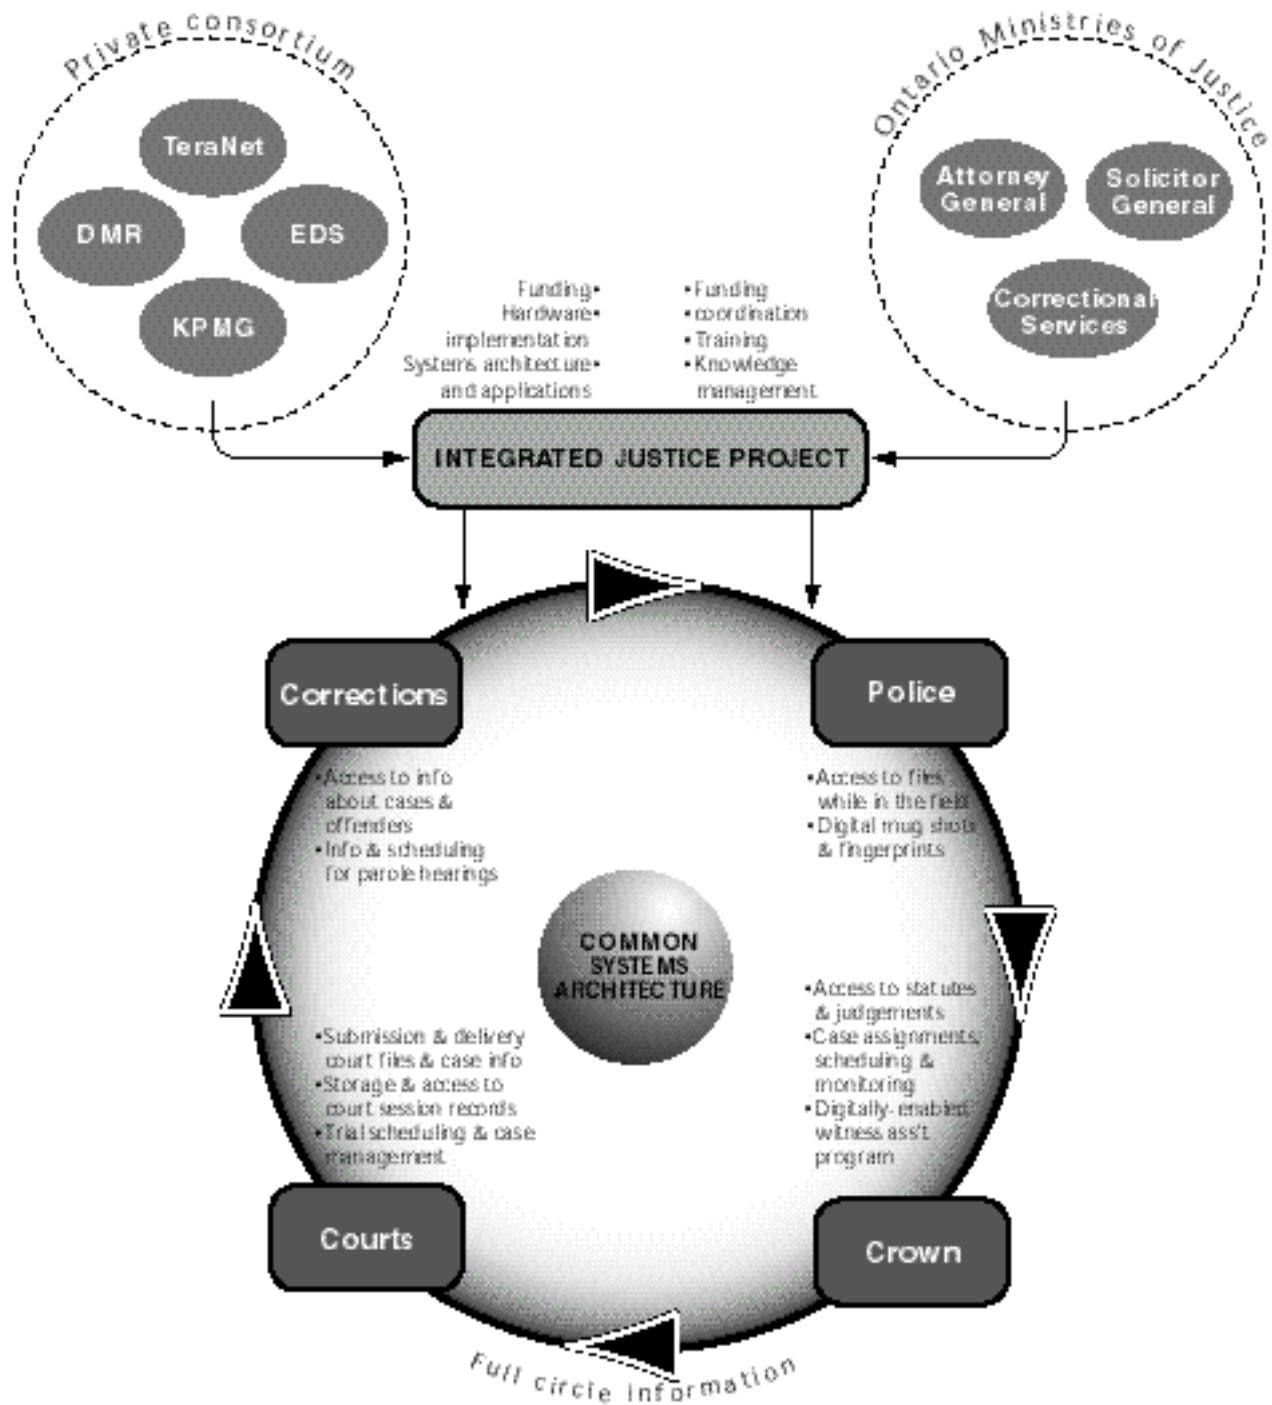 Private consortium
TeraNet
DMR
EDS
KPMG
Ontario Ministries of Justice
Attorney
General
Solicitor
General
Correctional
Services
Funding•
Hardware•
implementation
Systems architecture•
and applications
•Funding
•coordination
•Training
•Knowledge
management
INTEGRATED JUSTICE PROJECT
Corrections
•Access to info
about cases &
offenders
•Info & scheduling
for parole hearings
Police
•Access to files
while in the field
•Digital mug shots
& fingerprints
COMMON
SYSTEMS
ARCHITECTURE
•Submission & delivery
court files & case info
•Storage & access to
court session records
•Trial scheduling & case
management
Courts
•Access to statutes
& judgements
•Case assignments,
scheduling &
monitoring
•Digitally-enabled
witness ass't
program
Crown
Full circle information